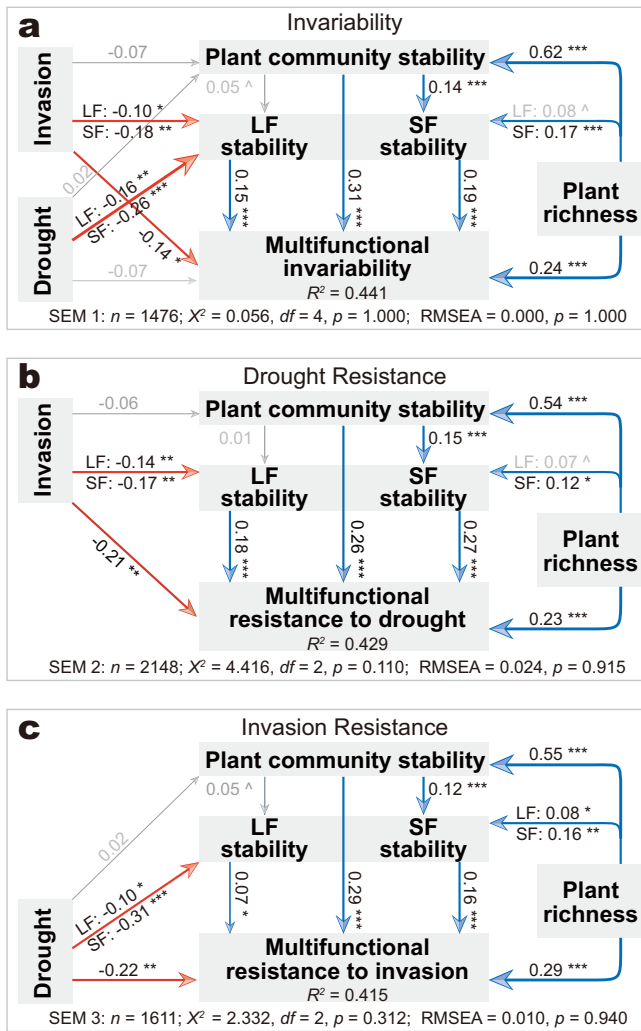 a
Invariability
Invasion
-0.07
Plant community stability
0.62 ***
0.05 ^
0.14 ***
LF: -0.10 *
SF: -0.18 **
LF
stability
SF
stability
LF: 0.08 ^
SF: 0.17 ***
0.02
LF: -0.16 **
SF: -0.26 ***
0.15 ***
0.31 ***
0.19 ***
Plant
richness
Drought
-0.14 *
-0.07
Multifunctional
invariability
R² = 0.441
0.24 ***
SEM 1: n = 1476; X² = 0.056, df = 4, p = 1.000; RMSEA = 0.000, p = 1.000
b
Drought Resistance
Invasion
-0.06
Plant community stability
0.54 ***
0.01
0.15 ***
LF: -0.14 **
SF: -0.17 **
LF
stability
SF
stability
LF: 0.07 ^
SF: 0.12 *
-0.21 **
0.18 ***
0.26 ***
0.27 ***
Plant
richness
Multifunctional
resistance to drought
R² = 0.429
0.23 ***
SEM 2: n = 2148; X² = 4.416, df = 2, p = 0.110; RMSEA = 0.024, p = 0.915
c
Invasion Resistance
Plant community stability
0.55 ***
0.02
0.05 ^
0.12 ***
LF
stability
SF
stability
LF: 0.08 *
SF: 0.16 **
LF: -0.10 *
SF: -0.31 ***
0.07 *
0.29 ***
0.16 ***
Plant
richness
Drought
-0.22 **
Multifunctional
resistance to invasion
R² = 0.415
0.29 ***
SEM 3: n = 1611; X² = 2.332, df = 2, p = 0.312; RMSEA = 0.010, p = 0.940